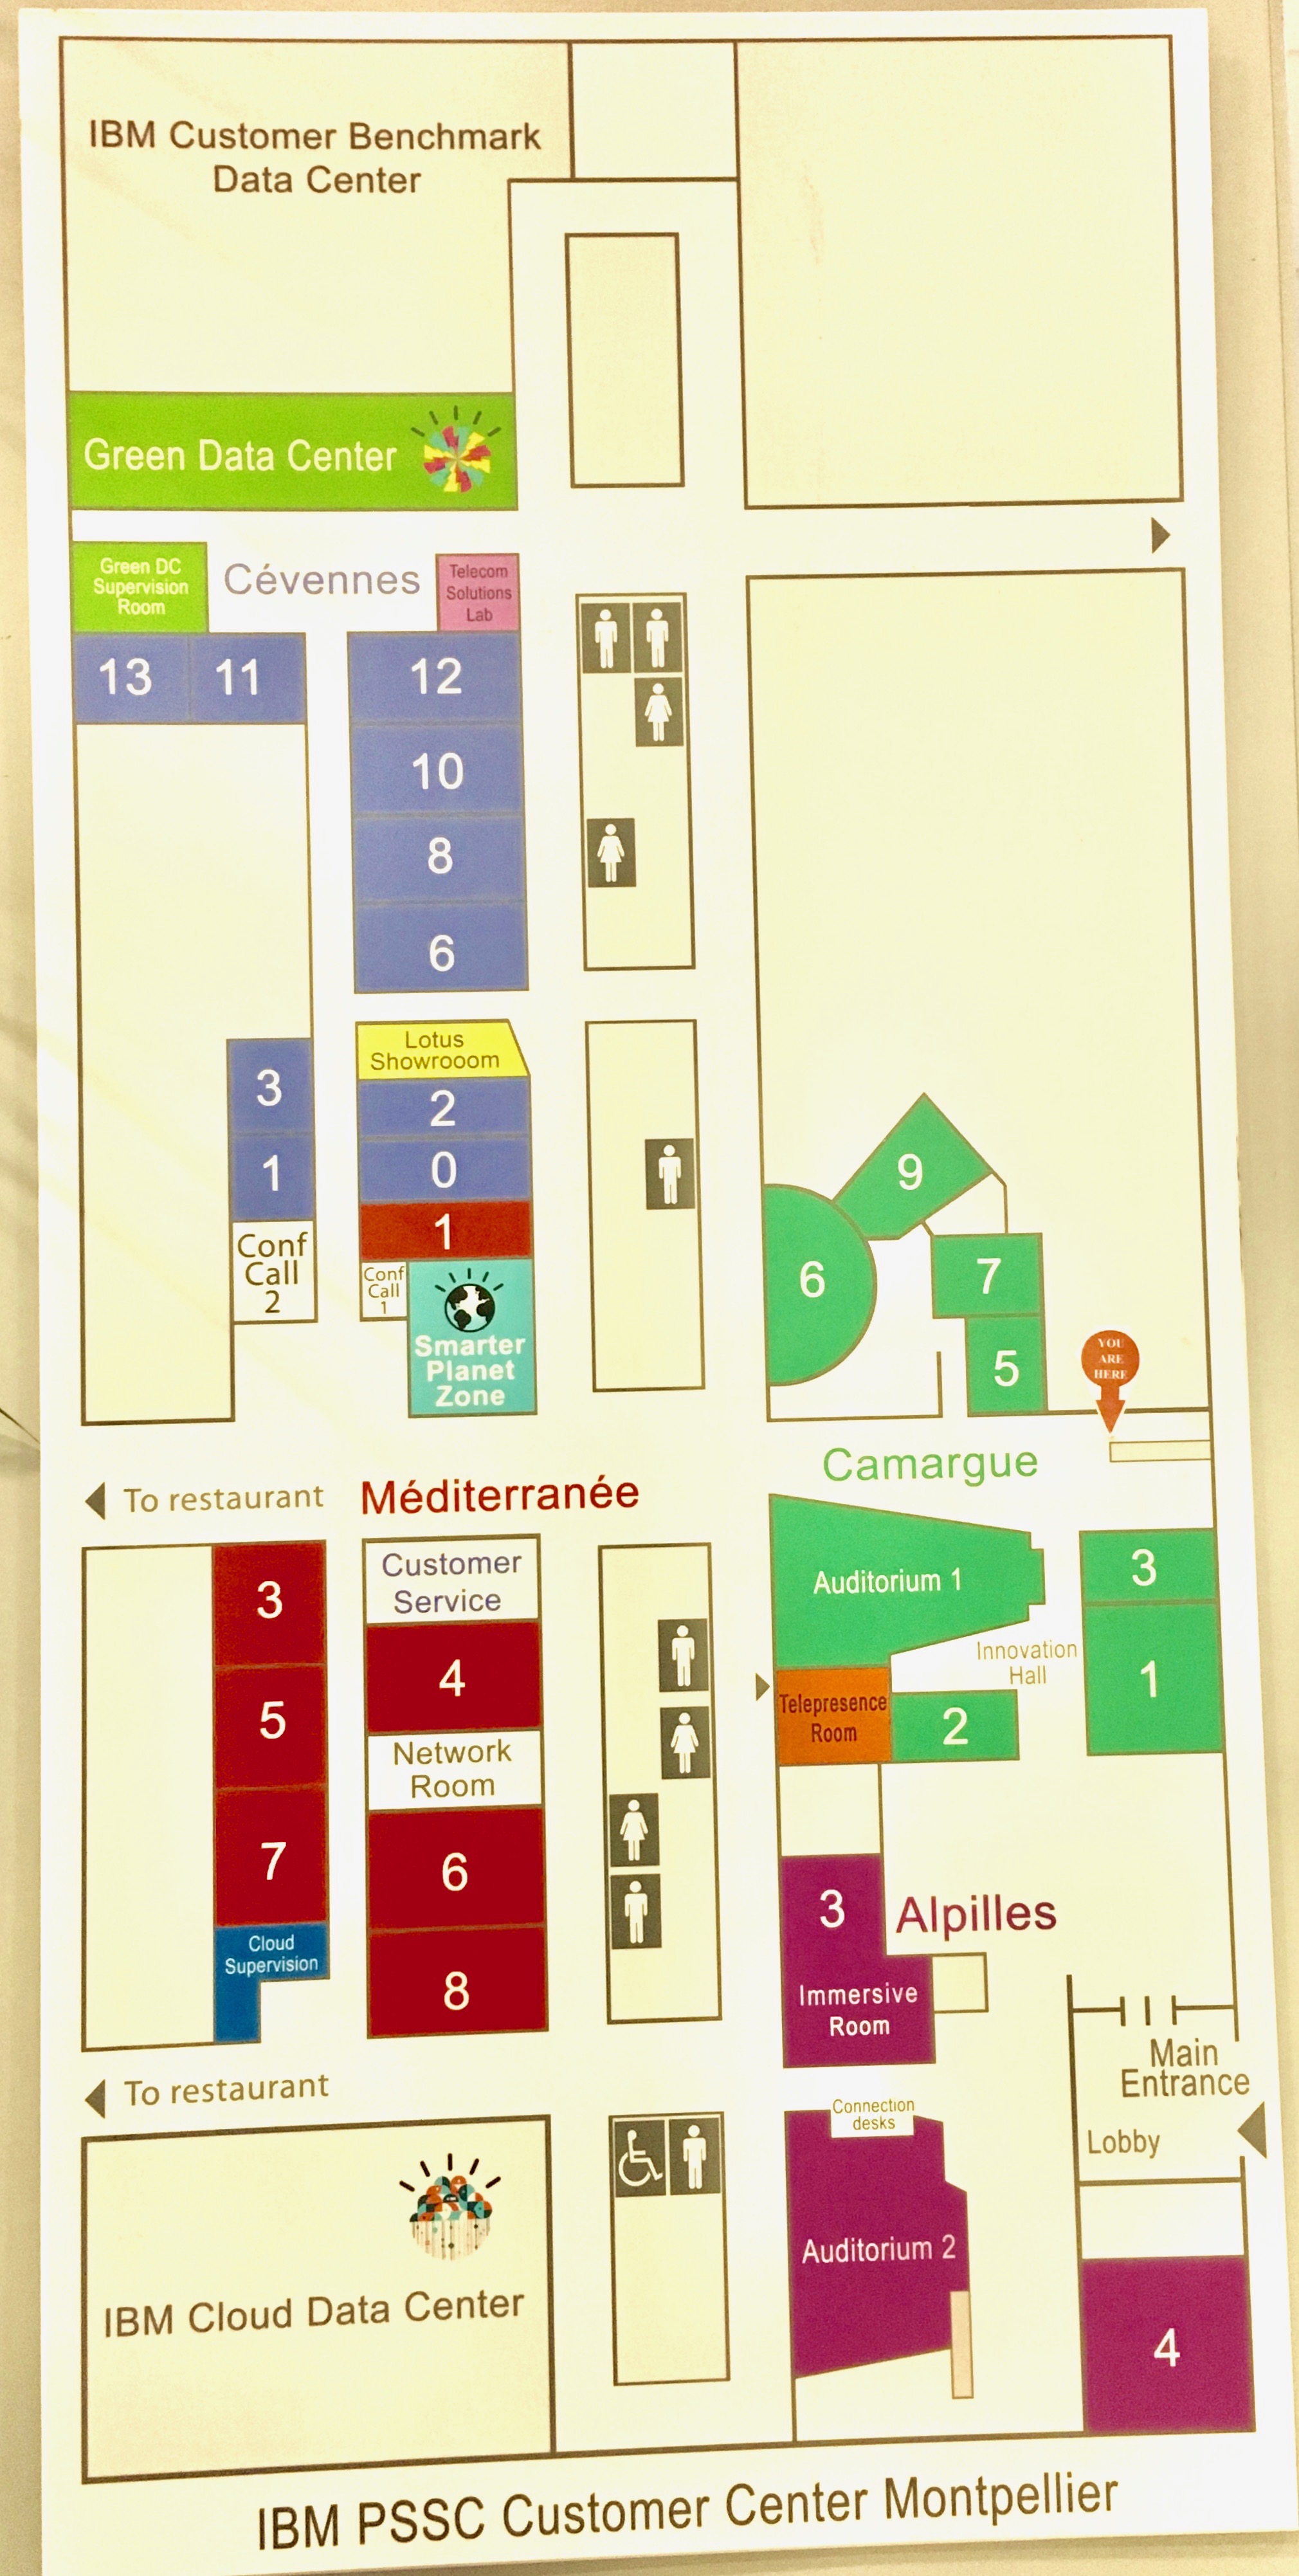 IBM Customer Benchmark
Data Center
Green Data Center
Green DC
Supervision
Room
Cévennes
Telecom
Solutions
Lab
13
11
12
10
8
6
Lotus
Showrooom
3
2
1
0
1
Conf
Call
2
Conf
Call
1
Smarter
Planet
Zone
9
6
7
5
YOU
ARE
HERE
Camargue
To restaurant
Méditerranée
3
5
7
Cloud
Supervision
Customer
Service
4
Network
Room
6
8
Auditorium 1
3
Innovation
Hall
1
Telepresence
Room
2
3
Alpilles
Immersive
Room
Main
Entrance
Lobby
To restaurant
Connection
desks
Auditorium 2
4
IBM Cloud Data Center
IBM PSSC Customer Center Montpellier